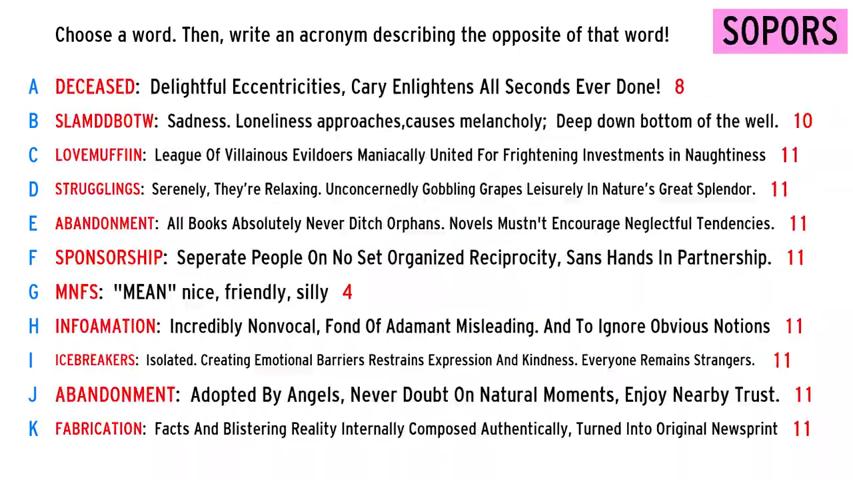 Choose a word. Then, write an acronym describing the opposite of that word!
SOPORS
A DECEASED: Delightful Eccentricities, Cary Enlightens All Seconds Ever Done! 8
B SLAMDDBOTW: Sadness. Loneliness approaches,causes melancholy; Deep down bottom of the well. 10
C LOVEMUFFIIN: League Of Villainous Evildoers Maniacally United For Frightening Investments in Naughtiness 11
D STRUGGLINGS: Serenely, They're Relaxing. Unconcernedly Gobbling Grapes Leisurely In Nature's Great Splendor. 11
E ABANDONMENT: All Books Absolutely Never Ditch Orphans. Novels Mustn't Encourage Neglectful Tendencies. 11
F SPONSORSHIP: Seperate People On No Set Organized Reciprocity, Sans Hands In Partnership. 11
G MNFS: "MEAN" nice, friendly, silly 4
H INFOAMATION: Incredibly Nonvocal, Fond Of Adamant Misleading. And To Ignore Obvious Notions 11
I ICEBREAKERS: Isolated. Creating Emotional Barriers Restrains Expression And Kindness. Everyone Remains Strangers. 11
J ABANDONMENT: Adopted By Angels, Never Doubt On Natural Moments, Enjoy Nearby Trust. 11
K FABRICATION: Facts And Blistering Reality Internally Composed Authentically, Turned Into Original Newsprint 11